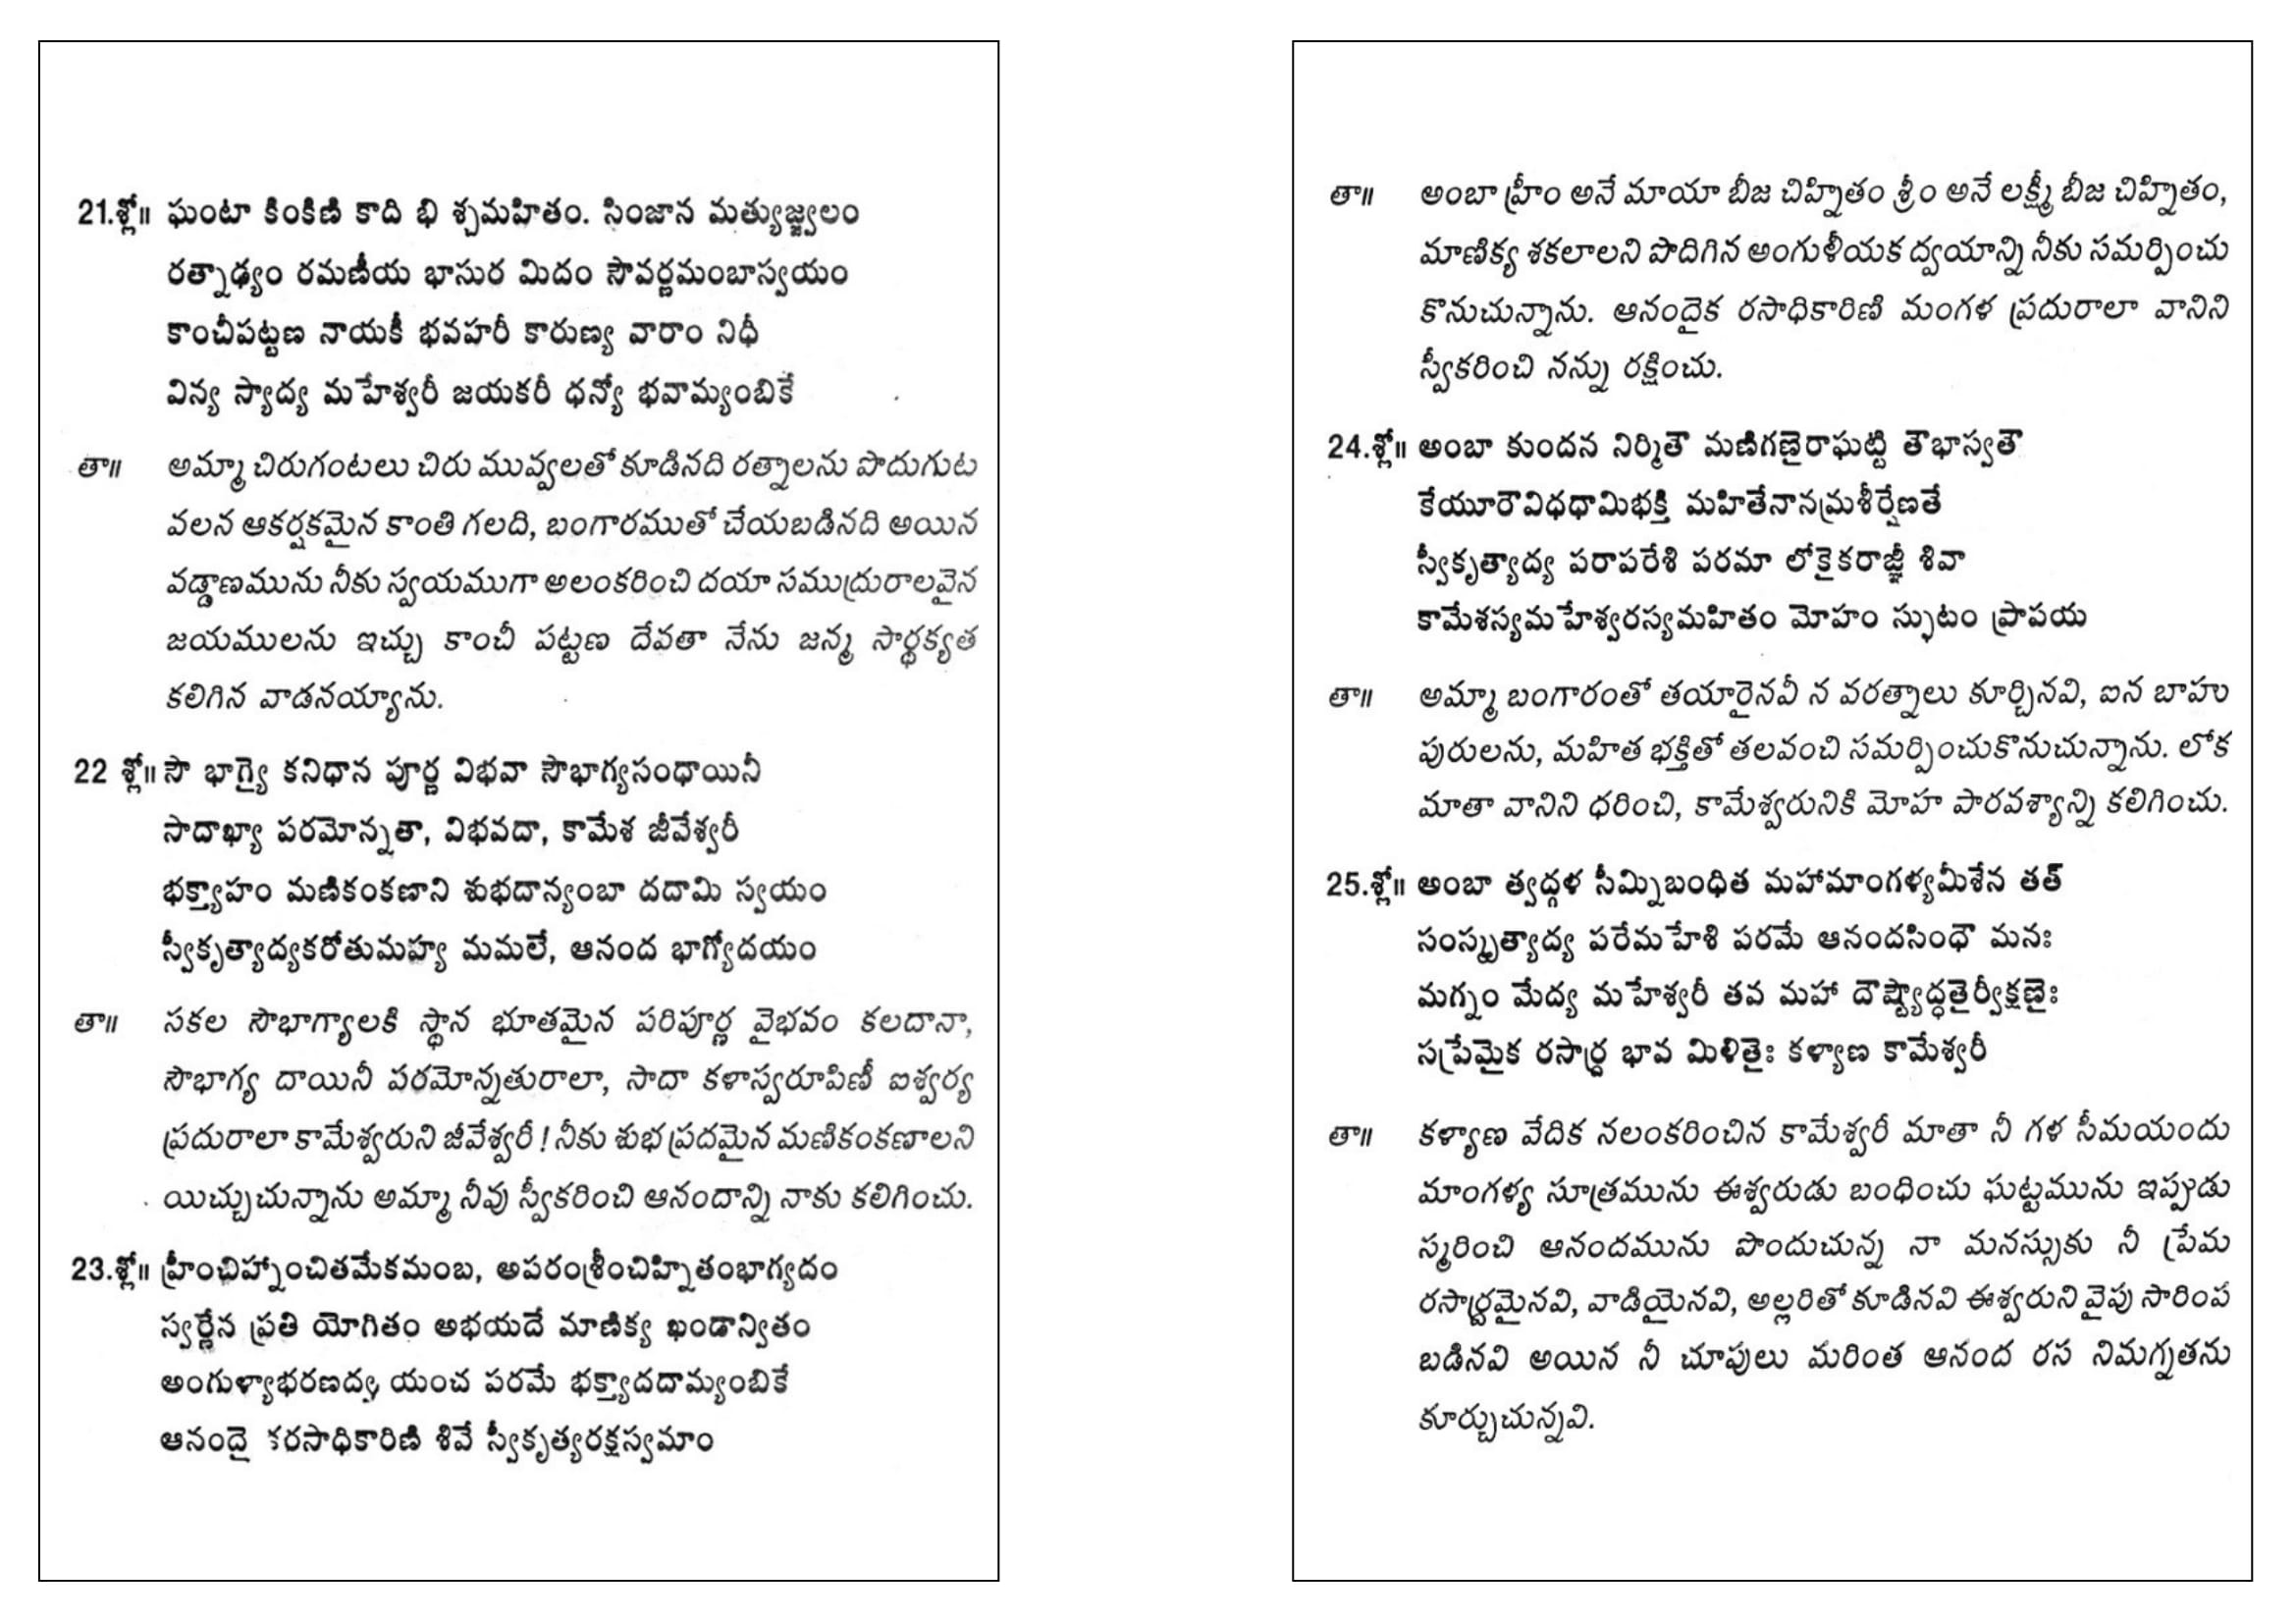 21.శ్లో॥ ఘంటా కింకిణి కాది భి శ్చమహితం. సింజాన మత్యుజ్జ్వలం
రత్నాఢ్యం రమణీయ భాసుర మిదం సౌవర్ణమంబాస్వయం
కాంచీపట్టణ నాయకీ భవహరీ కారుణ్య వారాం నిధీ
విన్య స్యాద్య మహేశ్వరీ జయకరీ ధన్యో భవామ్యంబికే
తా॥ అమ్మా చిరుగంటలు చిరు మువ్వలతో కూడినది రత్నాలను పొదుగుట
వలన ఆకర్షకమైన కాంతి గలది, బంగారముతో చేయబడినది అయిన
వడ్డాణమును నీకు స్వయముగా అలంకరించి దయా సముద్రురాలవైన
జయములను ఇచ్చు కాంచీ పట్టణ దేవతా నేను జన్మ సార్థక్యత
కలిగిన వాడనయ్యాను.
22 శ్లో॥ సౌ భాగ్యై కనిధాన పూర్ణ విభవా సౌభాగ్యసంధాయినీ
సాదాఖ్యా పరమోన్నతా, విభవదా, కామేశ జీవేశ్వరీ
భక్త్యాహం మణికంకణాని శుభదాన్యంబా దదామి స్వయం
స్వీకృత్యాద్యకరోతుమహ్య మమలే, ఆనంద భాగ్యోదయం
తా॥ సకల సౌభాగ్యాలకి స్థాన భూతమైన పరిపూర్ణ వైభవం కలదానా,
సౌభాగ్య దాయినీ పరమోన్నతురాలా, సాదా కళాస్వరూపిణీ ఐశ్వర్య
ప్రదురాలా కామేశ్వరుని జీవేశ్వరీ! నీకు శుభ ప్రదమైన మణికంకణాలని
యిచ్చుచున్నాను అమ్మా నీవు స్వీకరించి ఆనందాన్ని నాకు కలిగించు.
23.శ్లో॥ హ్రీంచిహ్నాంచితమేకమంబ, అపరంశ్రీంచిహ్నితంభాగ్యదం
స్వర్ణేన ప్రతి యోగితం అభయదే మాణిక్య ఖండాన్వితం
అంగుళ్యాభరణద్వ యంచ పరమే భక్త్యాదదామ్యంబికే
ఆనందై కరసాధికారిణి శివే స్వీకృత్యరక్షస్వమాం
తా॥ అంబా హ్రీం అనే మాయా బీజ చిహ్నితం శ్రీం అనే లక్ష్మీ బీజ చిహ్నితం,
మాణిక్య శకలాలని పొదిగిన అంగుళీయక ద్వయాన్ని నీకు సమర్పించు
కొనుచున్నాను. ఆనందైక రసాధికారిణి మంగళ ప్రదురాలా వానిని
స్వీకరించి నన్ను రక్షించు.
24.శ్లో॥ అంబా కుందన నిర్మితౌ మణిగణైరాఘట్టి తౌభాస్వతౌ
కేయూరౌవిధధామిభక్తి మహితేనానమ్రశీర్షేణతే
స్వీకృత్యాద్య పరాపరేశి పరమా లోకైకరాజ్ఞీ శివా
కామేశస్యమహేశ్వరస్యమహితం మోహం స్ఫుటం ప్రాపయ
తా॥ అమ్మా బంగారంతో తయారైనవీ న వరత్నాలు కూర్చినవి, ఐన బాహు
పురులను, మహిత భక్తితో తలవంచి సమర్పించుకొనుచున్నాను. లోక
మాతా వానిని ధరించి, కామేశ్వరునికి మోహ పారవశ్యాన్ని కలిగించు.
25.శ్లో॥ అంబా త్వద్గళ సీమ్నిబంధిత మహామాంగళ్యమీశేన తత్
సంస్మృత్యాద్య పరేమహేశి పరమే ఆనందసింధౌ మనః
మగ్నం మేద్య మహేశ్వరీ తవ మహా దౌష్ట్యోద్ధతైర్వీక్షణైః
సప్రేమైక రసార్ద్ర భావ మిళితైః కళ్యాణ కామేశ్వరీ
తా॥ కళ్యాణ వేదిక నలంకరించిన కామేశ్వరీ మాతా నీ గళ సీమయందు
మాంగళ్య సూత్రమును ఈశ్వరుడు బంధించు ఘట్టమును ఇప్పుడు
స్మరించి ఆనందమును పొందుచున్న నా మనస్సుకు నీ ప్రేమ
రసార్ద్రమైనవి, వాడియైనవి, అల్లరితో కూడినవి ఈశ్వరుని వైపు సారింప
బడినవి అయిన నీ చూపులు మరింత ఆనంద రస నిమగ్నతను
కూర్చుచున్నవి.